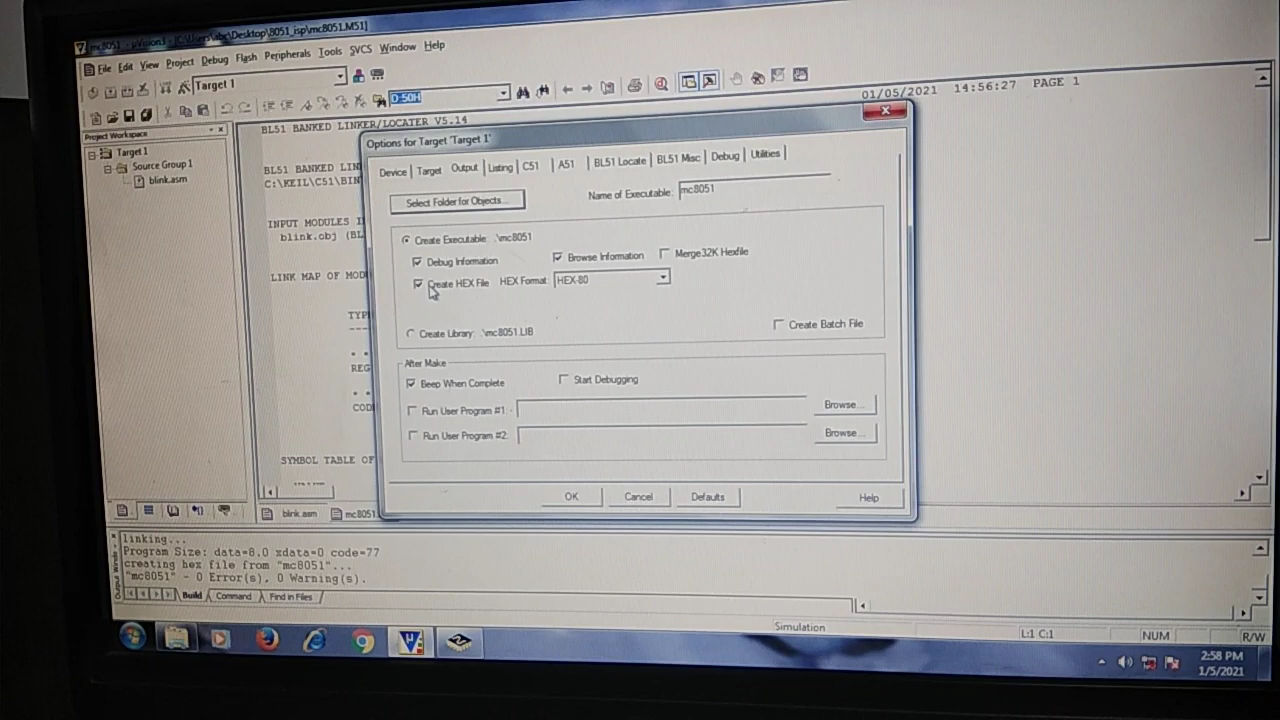 mc8051 - µVision3 - [C:\Users\abc\Desktop\8051_isp\mc8051.M51]
File Edit View Project Debug Flash Peripherals Tools SVCS Window Help
Target 1
D:50H
Project Workspace
Target 1
Source Group 1
blink.asm
BL51 BANKED LINKER/LOCATER V5.14
01/05/2021 14:56:27 PAGE 1
BL51 BANKED LIN
C:\KEIL\C51\BIN
INPUT MODULES I
blink.obj (BL
LINK MAP OF MOD
TYP
REG
COD
SYMBOL TABLE OF
Options for Target 'Target 1'
Device Target Output Listing C51 A51 BL51 Locate BL51 Misc Debug Utilities
Select Folder for Objects...
Name of Executable: mc8051
Create Executable: .\mc8051
Debug Information
Browse Information
Merge32K Hexfile
Create HEX File HEX Format: HEX-80
Create Library: .\mc8051.LIB
Create Batch File
After Make
Beep When Complete
Start Debugging
Run User Program #1: Browse...
Run User Program #2: Browse...
OK Cancel Defaults Help
blink.asm mc8051
Output Windo
linking...
Program Size: data=8.0 xdata=0 code=77
creating hex file from "mc8051"...
"mc8051" - 0 Error(s), 0 Warning(s).
Build Command Find in Files
Simulation
L:1 C:1
NUM
R/W
2:58 PM
1/5/2021